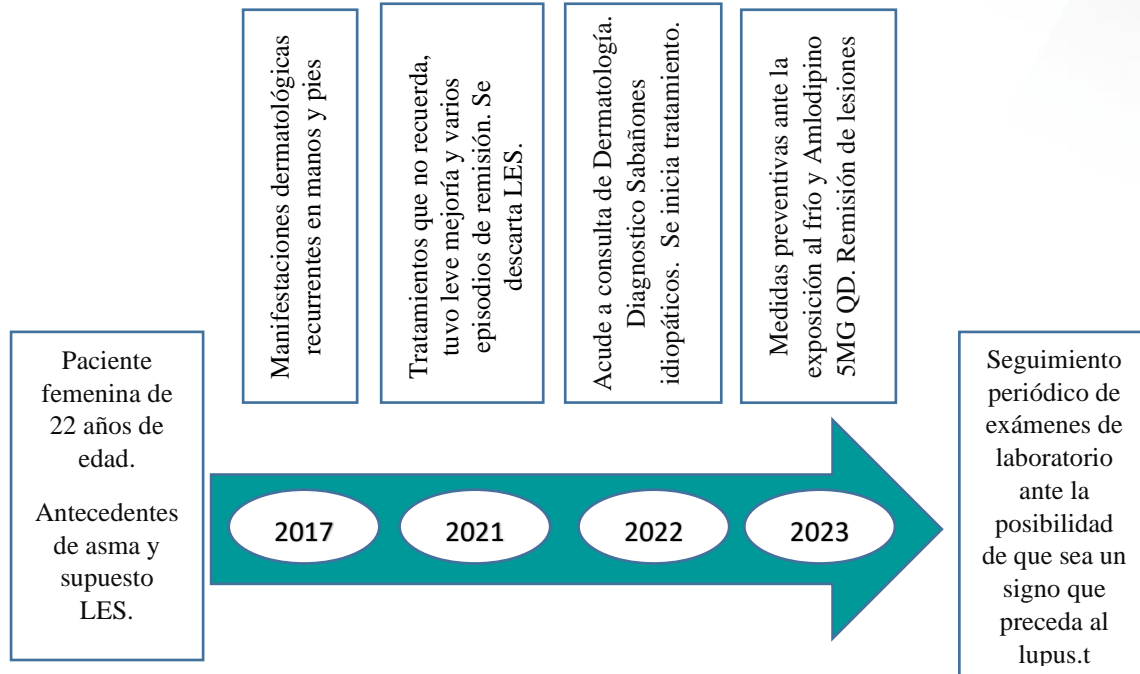 Paciente
femenina de
22 años de
edad.
Antecedentes
de asma y
supuesto
LES.
Manifestaciones dermatológicas
recurrentes en manos y pies
Tratamientos que no recuerda,
tuvo leve mejoría y varios
episodios de remisión. Se
descarta LES.
Acude a consulta de Dermatología.
Diagnostico Sabañones
idiopáticos. Se inicia tratamiento.
Medidas preventivas ante la
exposición al frío y Amlodipino
5MG QD. Remisión de lesiones
2017
2021
2022
2023
Seguimiento
periódico de
exámenes de
laboratorio
ante la
posibilidad
de que sea un
signo que
preceda al
lupus.t